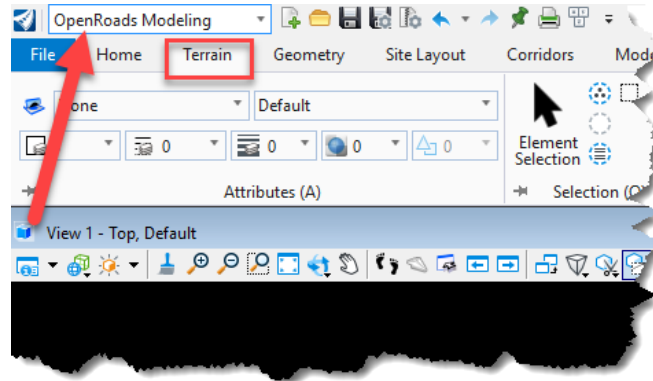 OpenRoads Modeling
File Home Terrain Geometry Site Layout Corridors
None Default
0 0 0 0
Element
Selection
Attributes (A) Selection
View 1 - Top, Default